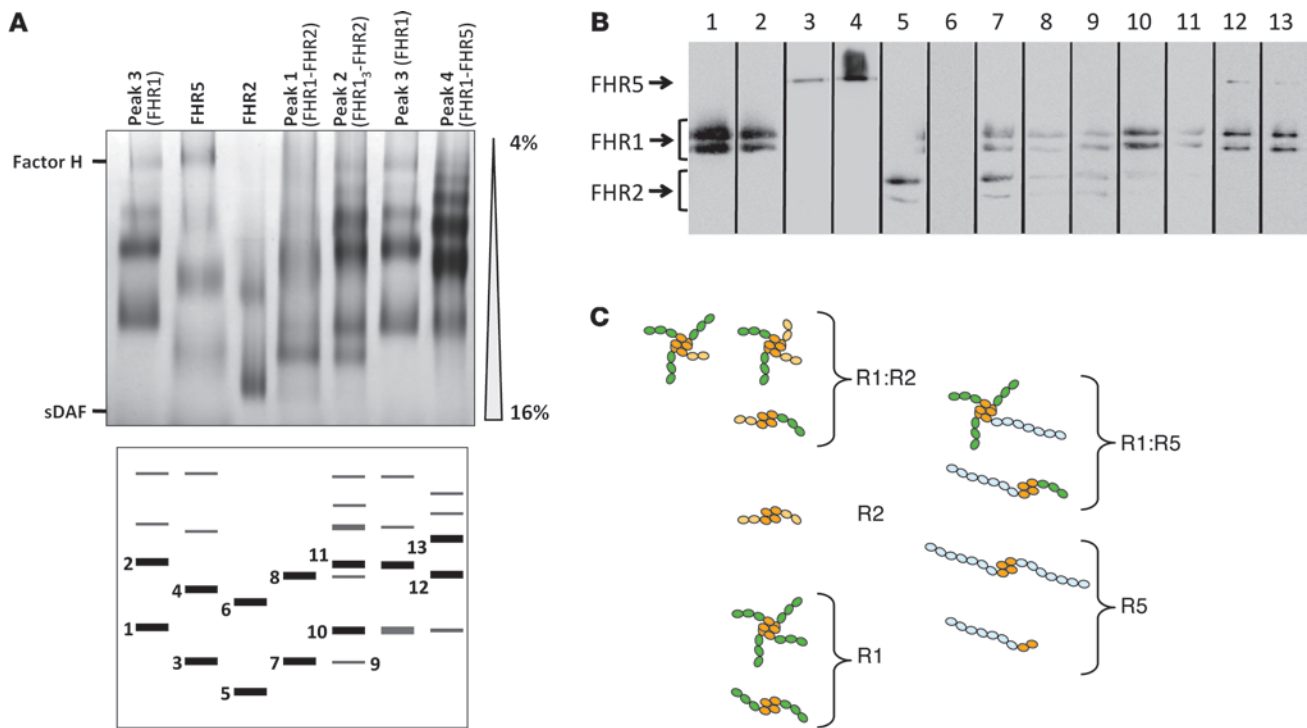 A
Peak 3
(FHR1)
FHR5
FHR2
Peak 1
(FHR1-FHR2)
Peak 2
(FHR1₃-FHR2)
Peak 3 (FHR1)
Peak 4
(FHR1-FHR5)
Factor H
sDAF
4%
16%
2
1
4
3
6
5
8
7
11
10
9
13
12
B
1 2 3 4 5 6 7 8 9 10 11 12 13
FHR5
FHR1
FHR2
C
R1:R2
R1:R5
R2
R5
R1